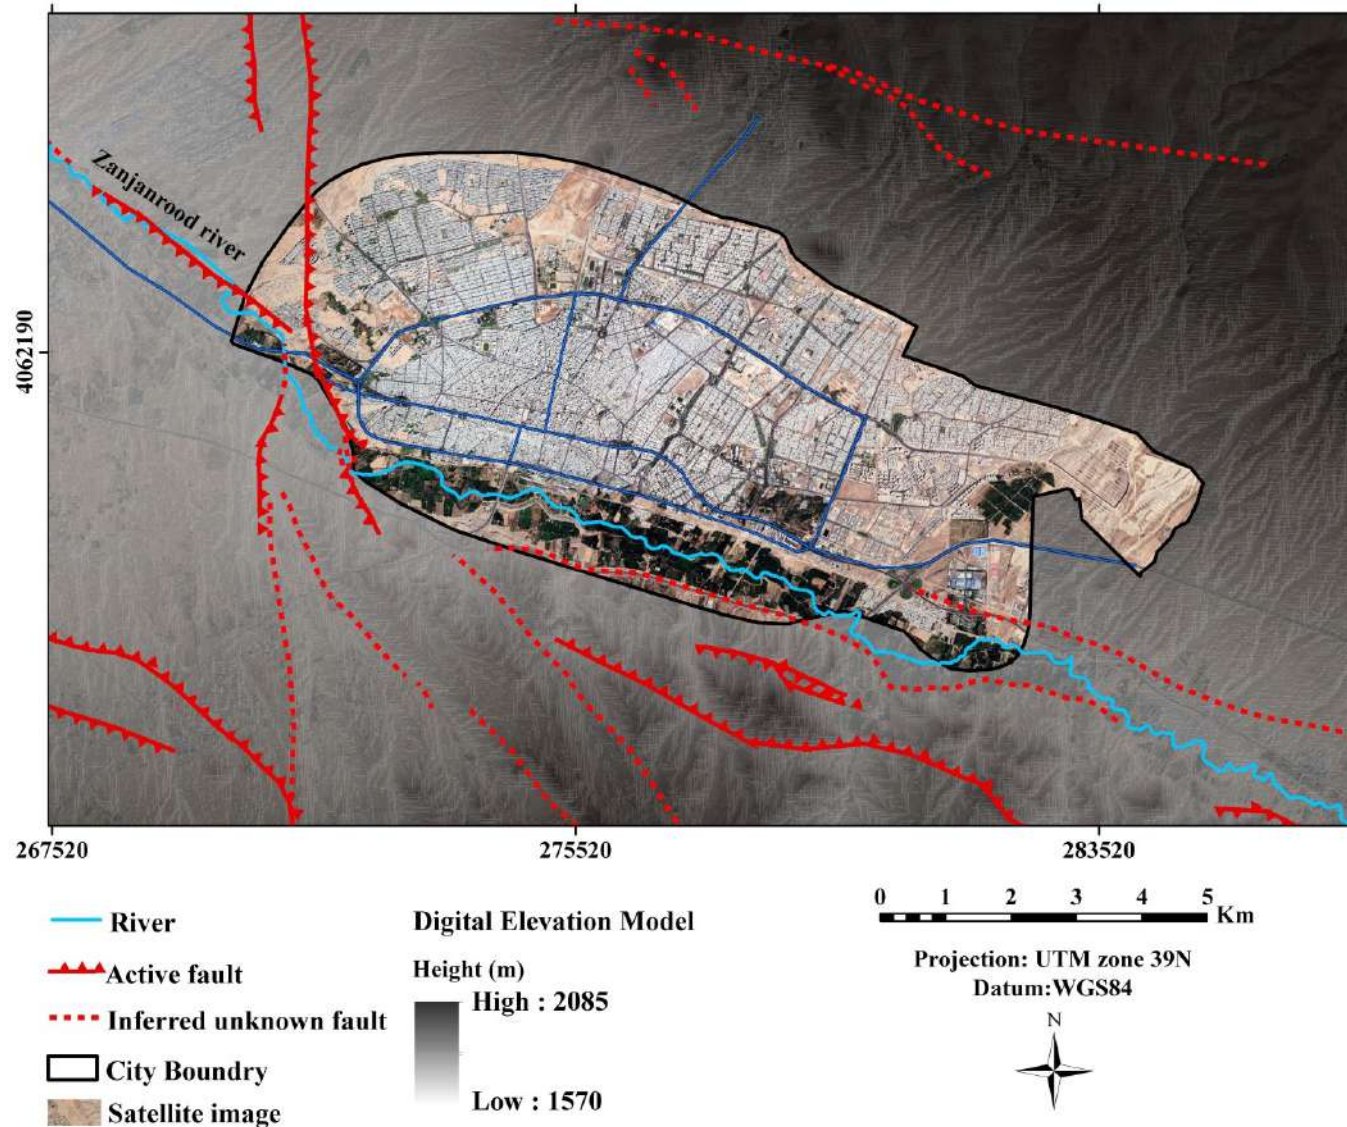 Zanjanrood river
4062190
267520
275520
283520
River
Active fault
Inferred unknown fault
City Boundry
Satellite image
Digital Elevation Model
Height (m)
High : 2085
Low : 1570
0 1 2 3 4 5
Km
Projection: UTM zone 39N
Datum:WGS84
N